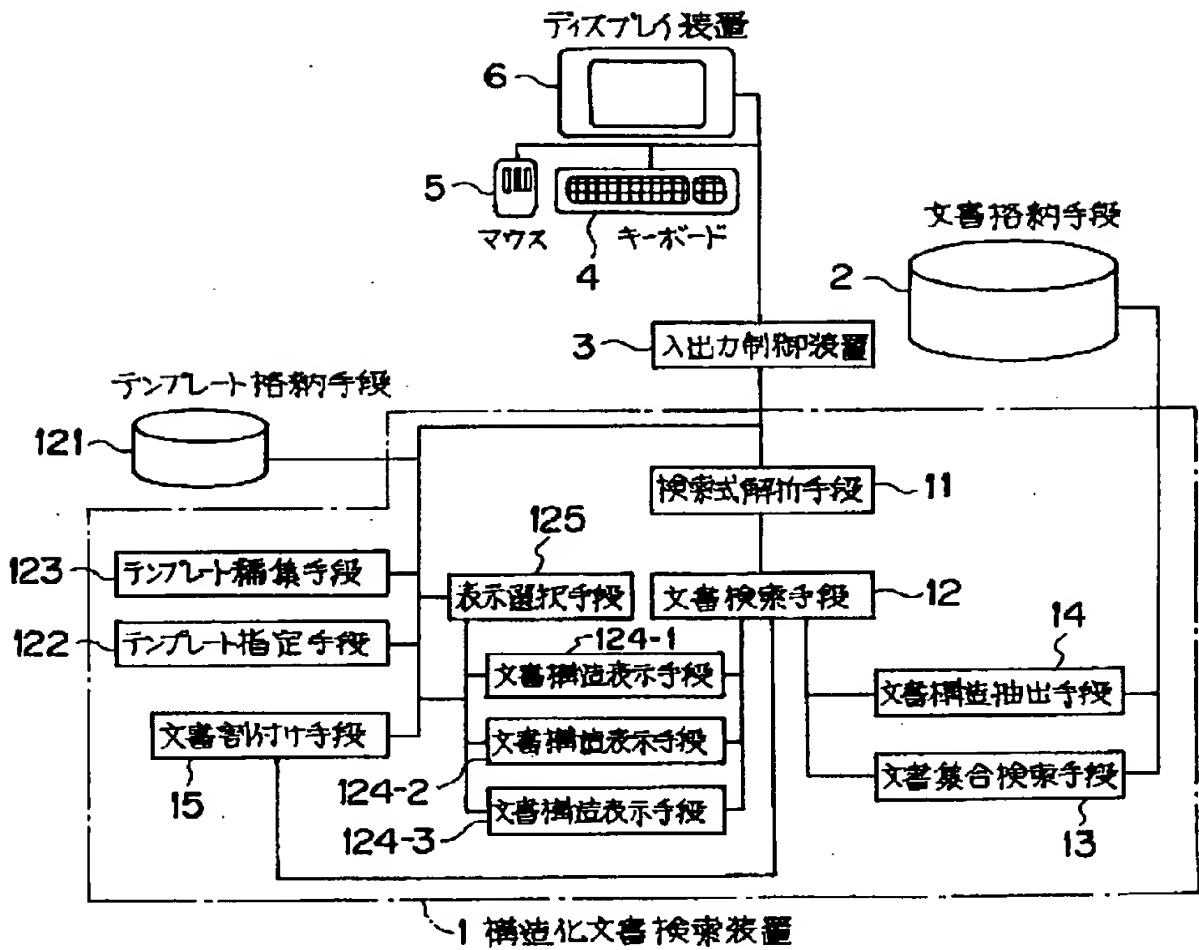 ディスプレイ装置
6
5
マウス
4
キーボード
文書格納手段
2
3
入出力制御装置
テンプレート格納手段
121
検索式解析手段
11
125
123
テンプレート編集手段
表示選択手段
文書検索手段
12
122
テンプレート指定手段
124-1
文書構造表示手段
14
文書構造抽出手段
文書割付け手段
15
文書構造表示手段
124-2
文書集合検索手段
13
文書構造表示手段
124-3
1 構造化文書検索装置